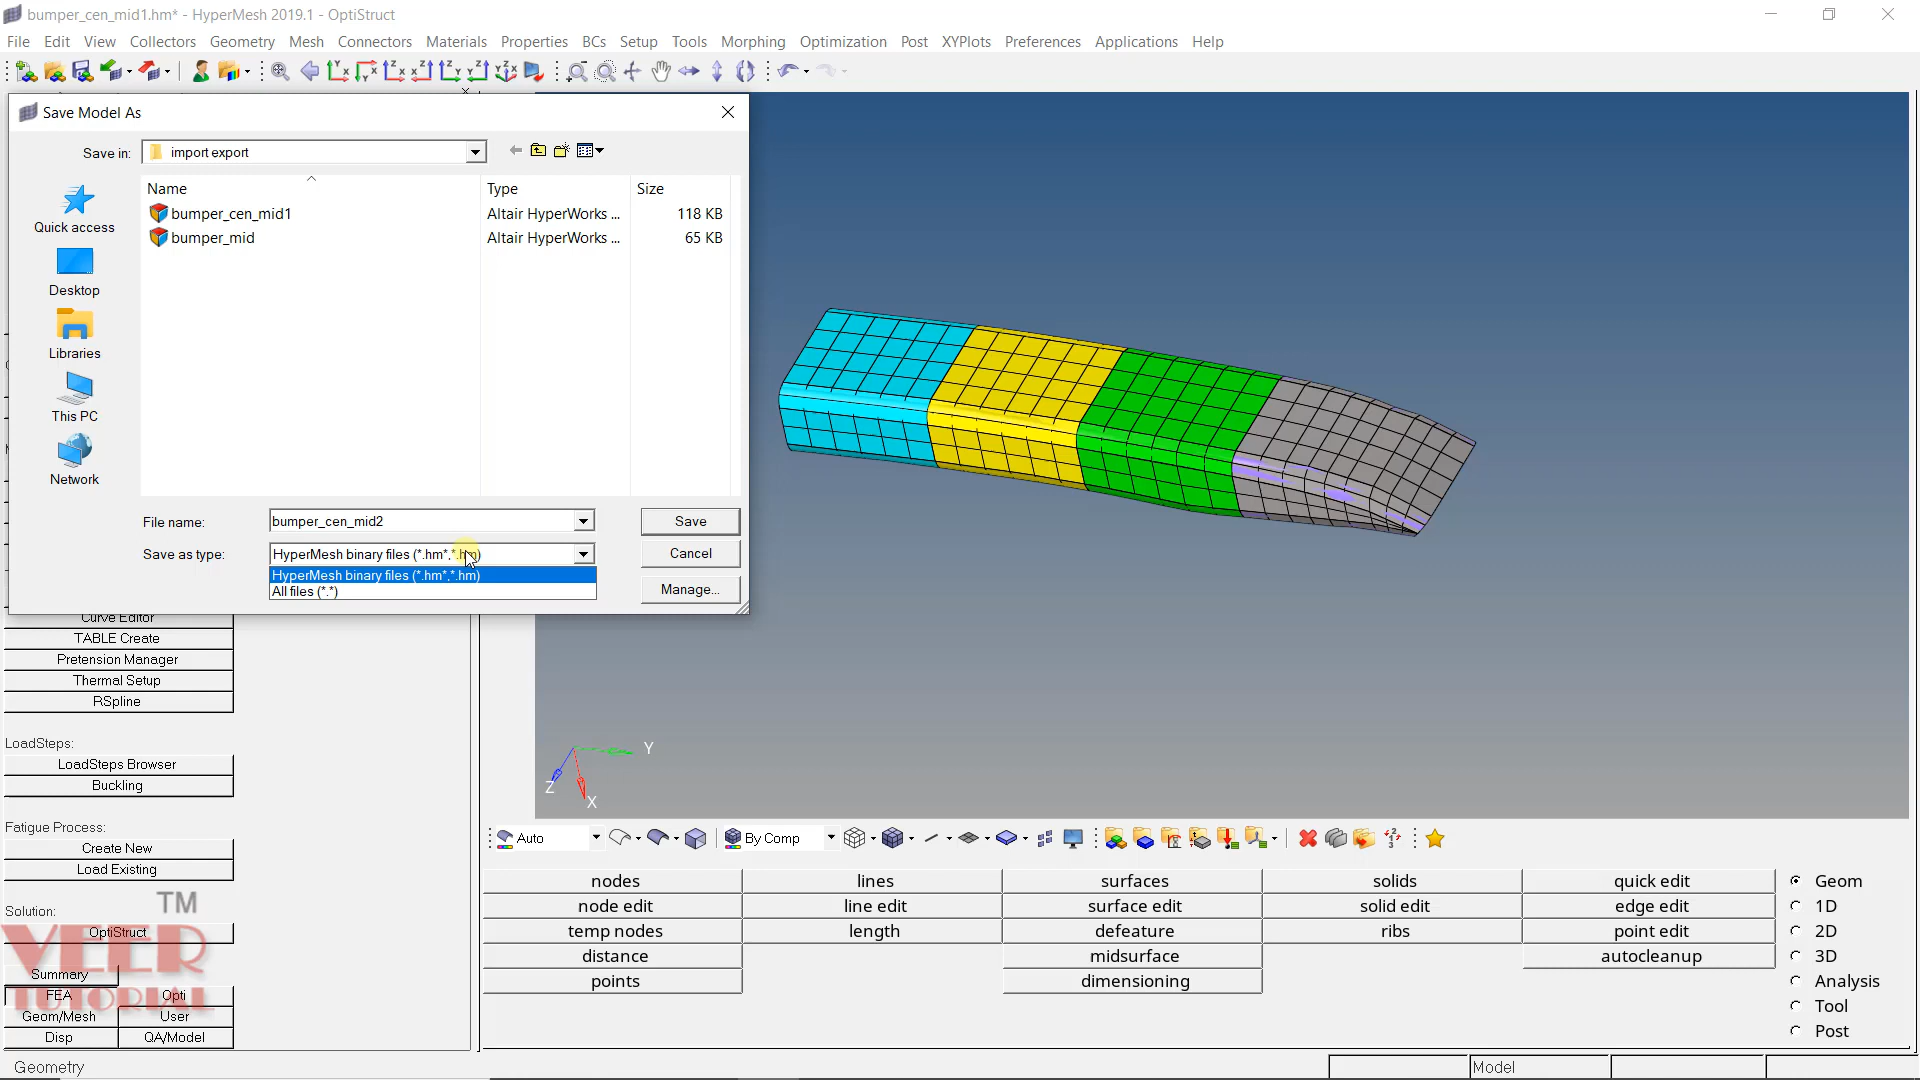 bumper_cen_mid1.hm* - HyperMesh 2019.1 - OptiStruct
File Edit View Collectors Geometry Mesh Connectors Materials Properties BCs Setup Tools Morphing Optimization Post XYPlots Preferences Applications Help
Save Model As
Save in: import export
Name Type Size
bumper_cen_mid1 Altair HyperWorks ... 118 KB
bumper_mid Altair HyperWorks ... 65 KB
Quick access
Desktop
Libraries
This PC
Network
File name: bumper_cen_mid2 Save
Save as type: HyperMesh binary files (*.hm*,*.hm) Cancel
HyperMesh binary files (*.hm*,*.hm)
All files (*.*)
Manage...
Curve Editor
TABLE Create
Pretension Manager
Thermal Setup
RSpline
LoadSteps:
LoadSteps Browser
Buckling
Fatigue Process:
Create New
Load Existing
Solution:
OptiStruct
TM
VEER
TUTORIAL
Summary
FEA Opti
Geom/Mesh User
Disp QA/Model
Y
Z
X
Auto By Comp
nodes lines surfaces solids quick edit Geom
node edit line edit surface edit solid edit edge edit 1D
temp nodes length defeature ribs point edit 2D
distance midsurface autocleanup 3D
points dimensioning Analysis
Tool
Post
Geometry Model